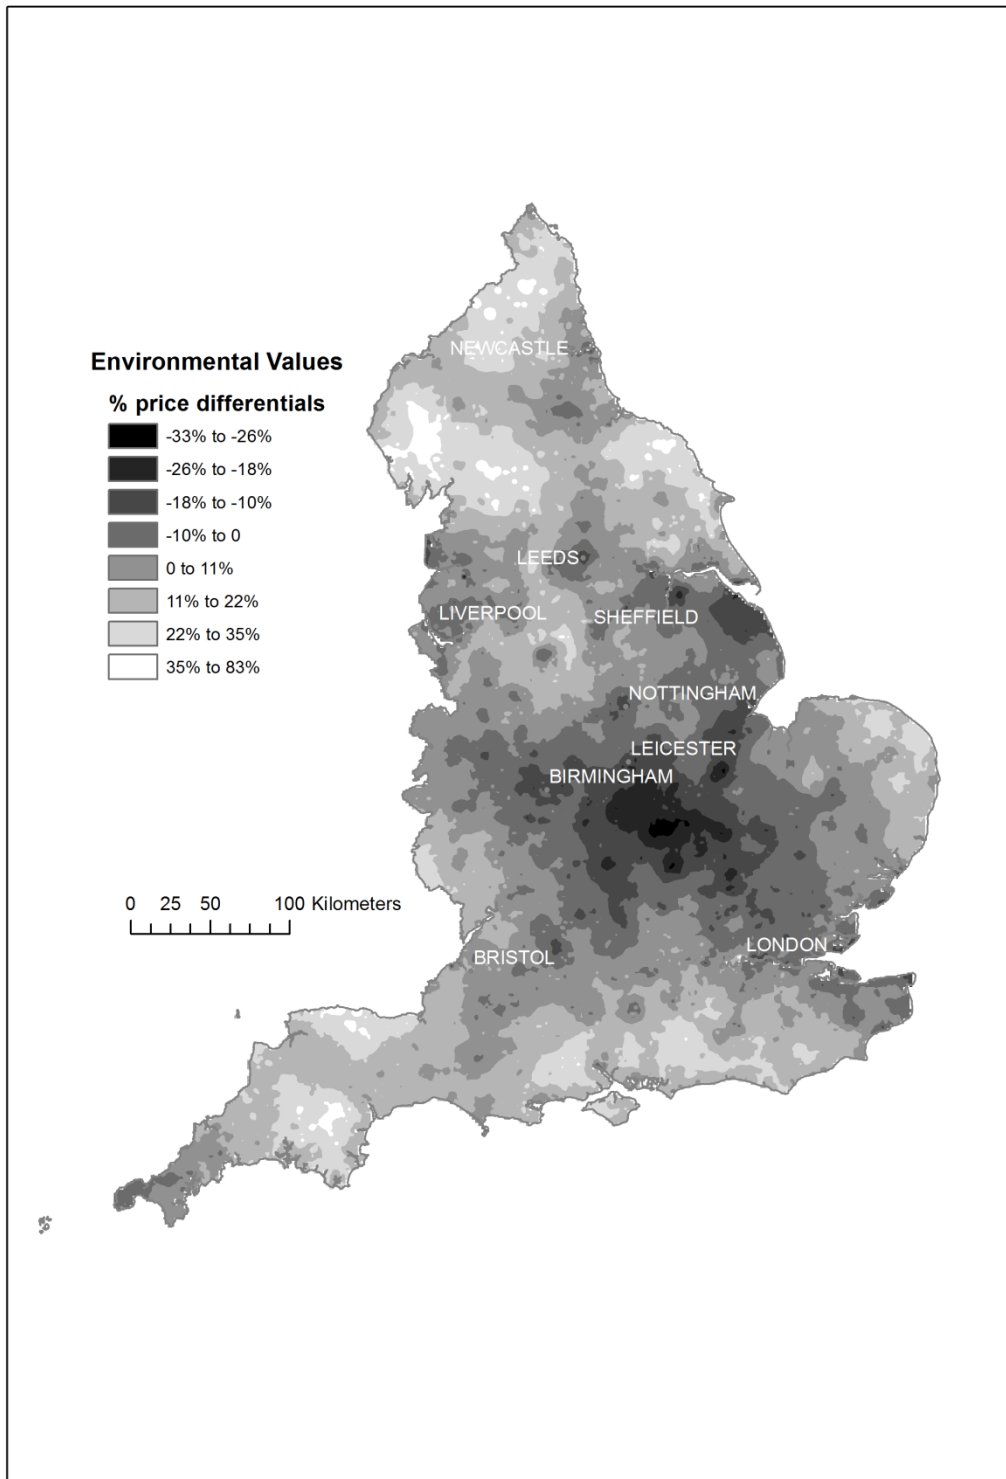 NEWCASTLE
Environmental Values
% price differentials
-33% to -26%
-26% to -18%
-18% to -10%
-10% to 0
0 to 11%
11% to 22%
22% to 35%
35% to 83%
LEEDS
LIVERPOOL
SHEFFIELD
NOTTINGHAM
LEICESTER
BIRMINGHAM
0 25 50 100 Kilometers
LONDON
BRISTOL